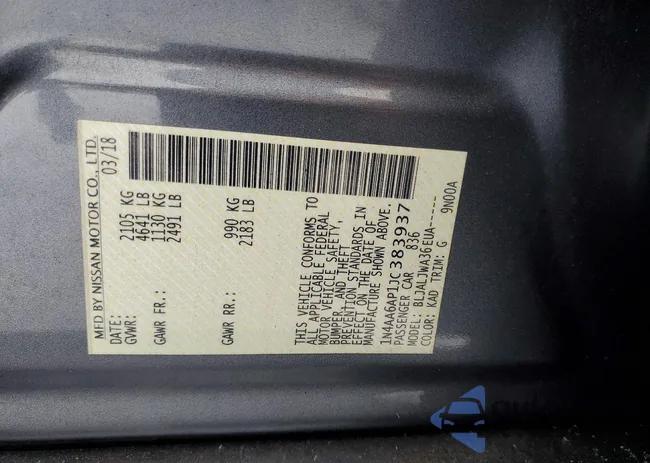 MFD BY NISSAN MOTOR CO., LTD.
DATE: 03/18
GVWR: 2105 KG
4641 LB
GAWR FR.: 1130 KG
2491 LB
GAWR RR.: 990 KG
2183 LB
THIS VEHICLE CONFORMS TO
ALL APPLICABLE FEDERAL
MOTOR VEHICLE SAFETY,
BUMPER, AND THEFT
PREVENTION STANDARDS IN
EFFECT ON THE DATE OF
MANUFACTURE SHOWN ABOVE.
1N4AA6AP1JC383937
PASSENGER CAR 836
MODEL: BLJALJWA36EUA-----
COLOR: KAD TRIM: G 9N00A